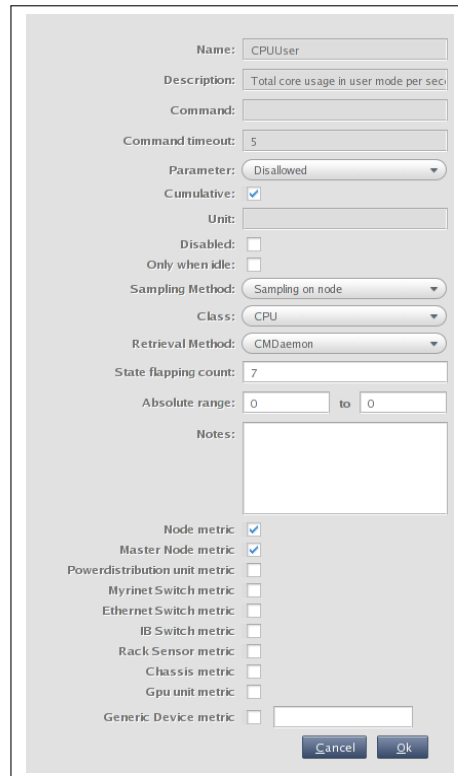 Name: CPUUser
Description: Total core usage in user mode per seco
Command:
Command timeout: 5
Parameter: Disallowed
Cumulative:
Unit:
Disabled:
Only when idle:
Sampling Method: Sampling on node
Class: CPU
Retrieval Method: CMDaemon
State flapping count: 7
Absolute range: 0 to 0
Notes:
Node metric
Master Node metric
Powerdistribution unit metric
Myrinet Switch metric
Ethernet Switch metric
IB Switch metric
Rack Sensor metric
Chassis metric
Gpu unit metric
Generic Device metric
Cancel Ok